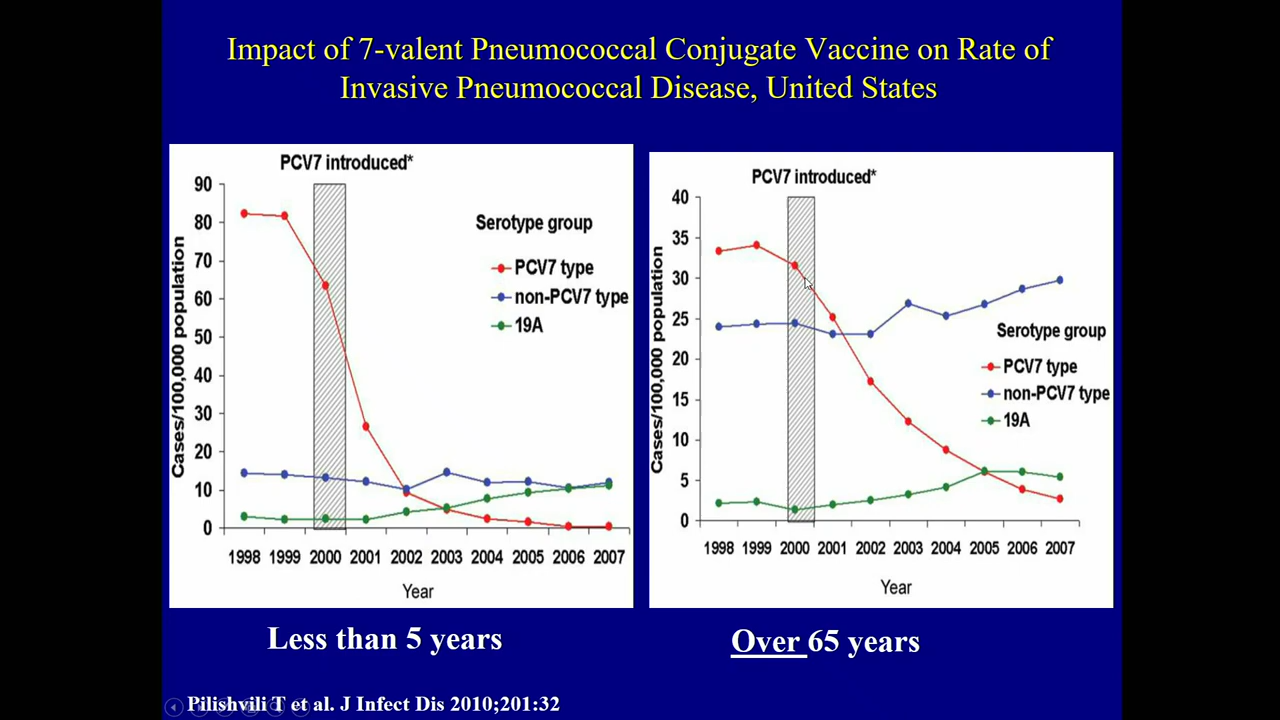 Impact of 7-valent Pneumococcal Conjugate Vaccine on Rate of
Invasive Pneumococcal Disease, United States
PCV7 introduced*
Cases/100,000 population
90
80
70
60
50
40
30
20
10
0
Serotype group
PCV7 type
non-PCV7 type
19A
1998 1999 2000 2001 2002 2003 2004 2005 2006 2007
Year
Less than 5 years
PCV7 introduced*
Cases/100,000 population
40
35
30
25
20
15
10
5
0
Serotype group
PCV7 type
non-PCV7 type
19A
1998 1999 2000 2001 2002 2003 2004 2005 2006 2007
Year
Over 65 years
Pilishvili T et al. J Infect Dis 2010;201:32